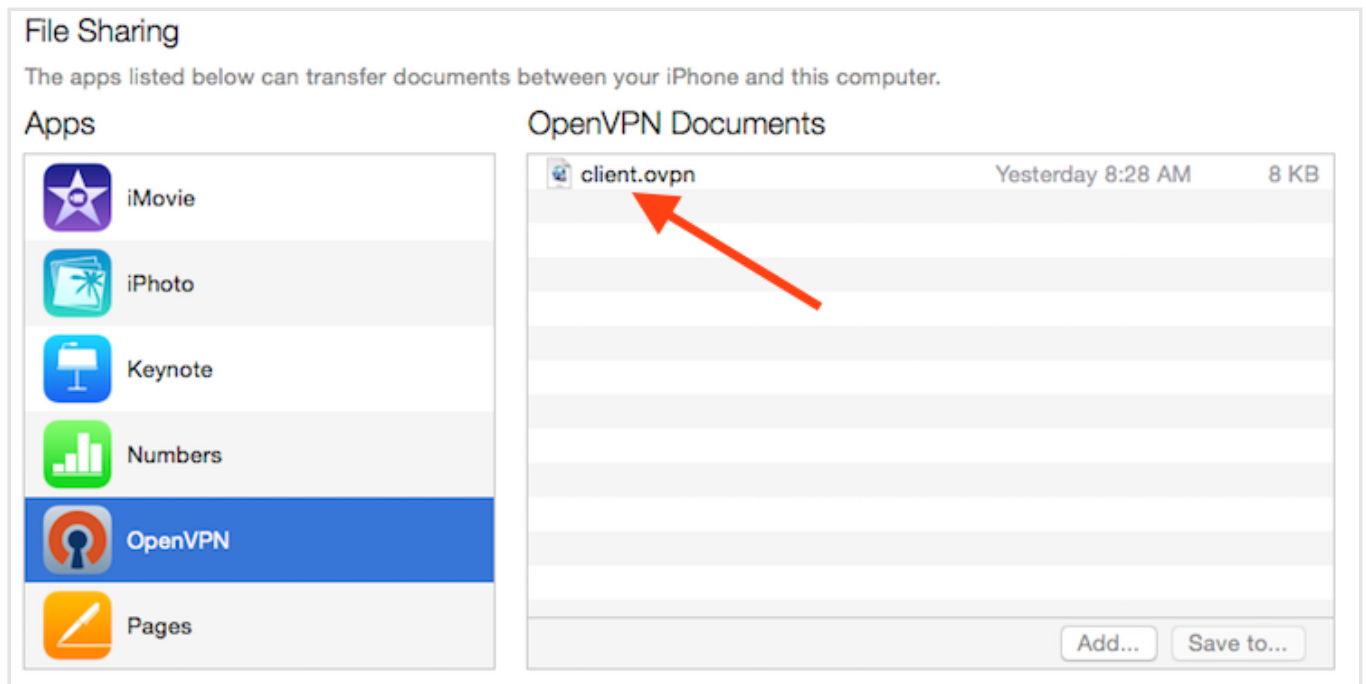 File Sharing
The apps listed below can transfer documents between your iPhone and this computer.
Apps
OpenVPN Documents
iMovie
iPhoto
Keynote
Numbers
OpenVPN
Pages
client.ovpn Yesterday 8:28 AM 8 KB
Add... Save to...